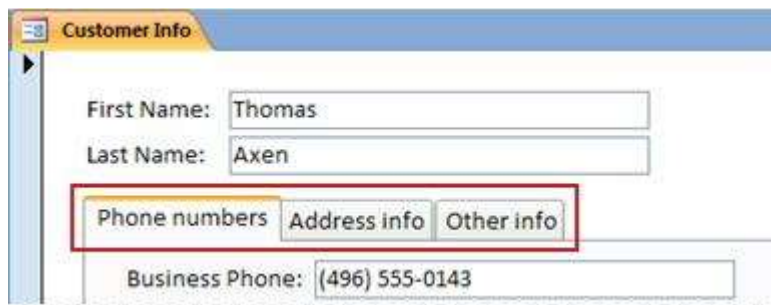 Customer Info
First Name: Thomas
Last Name: Axen
Phone numbers Address info Other info
Business Phone: (496) 555-0143